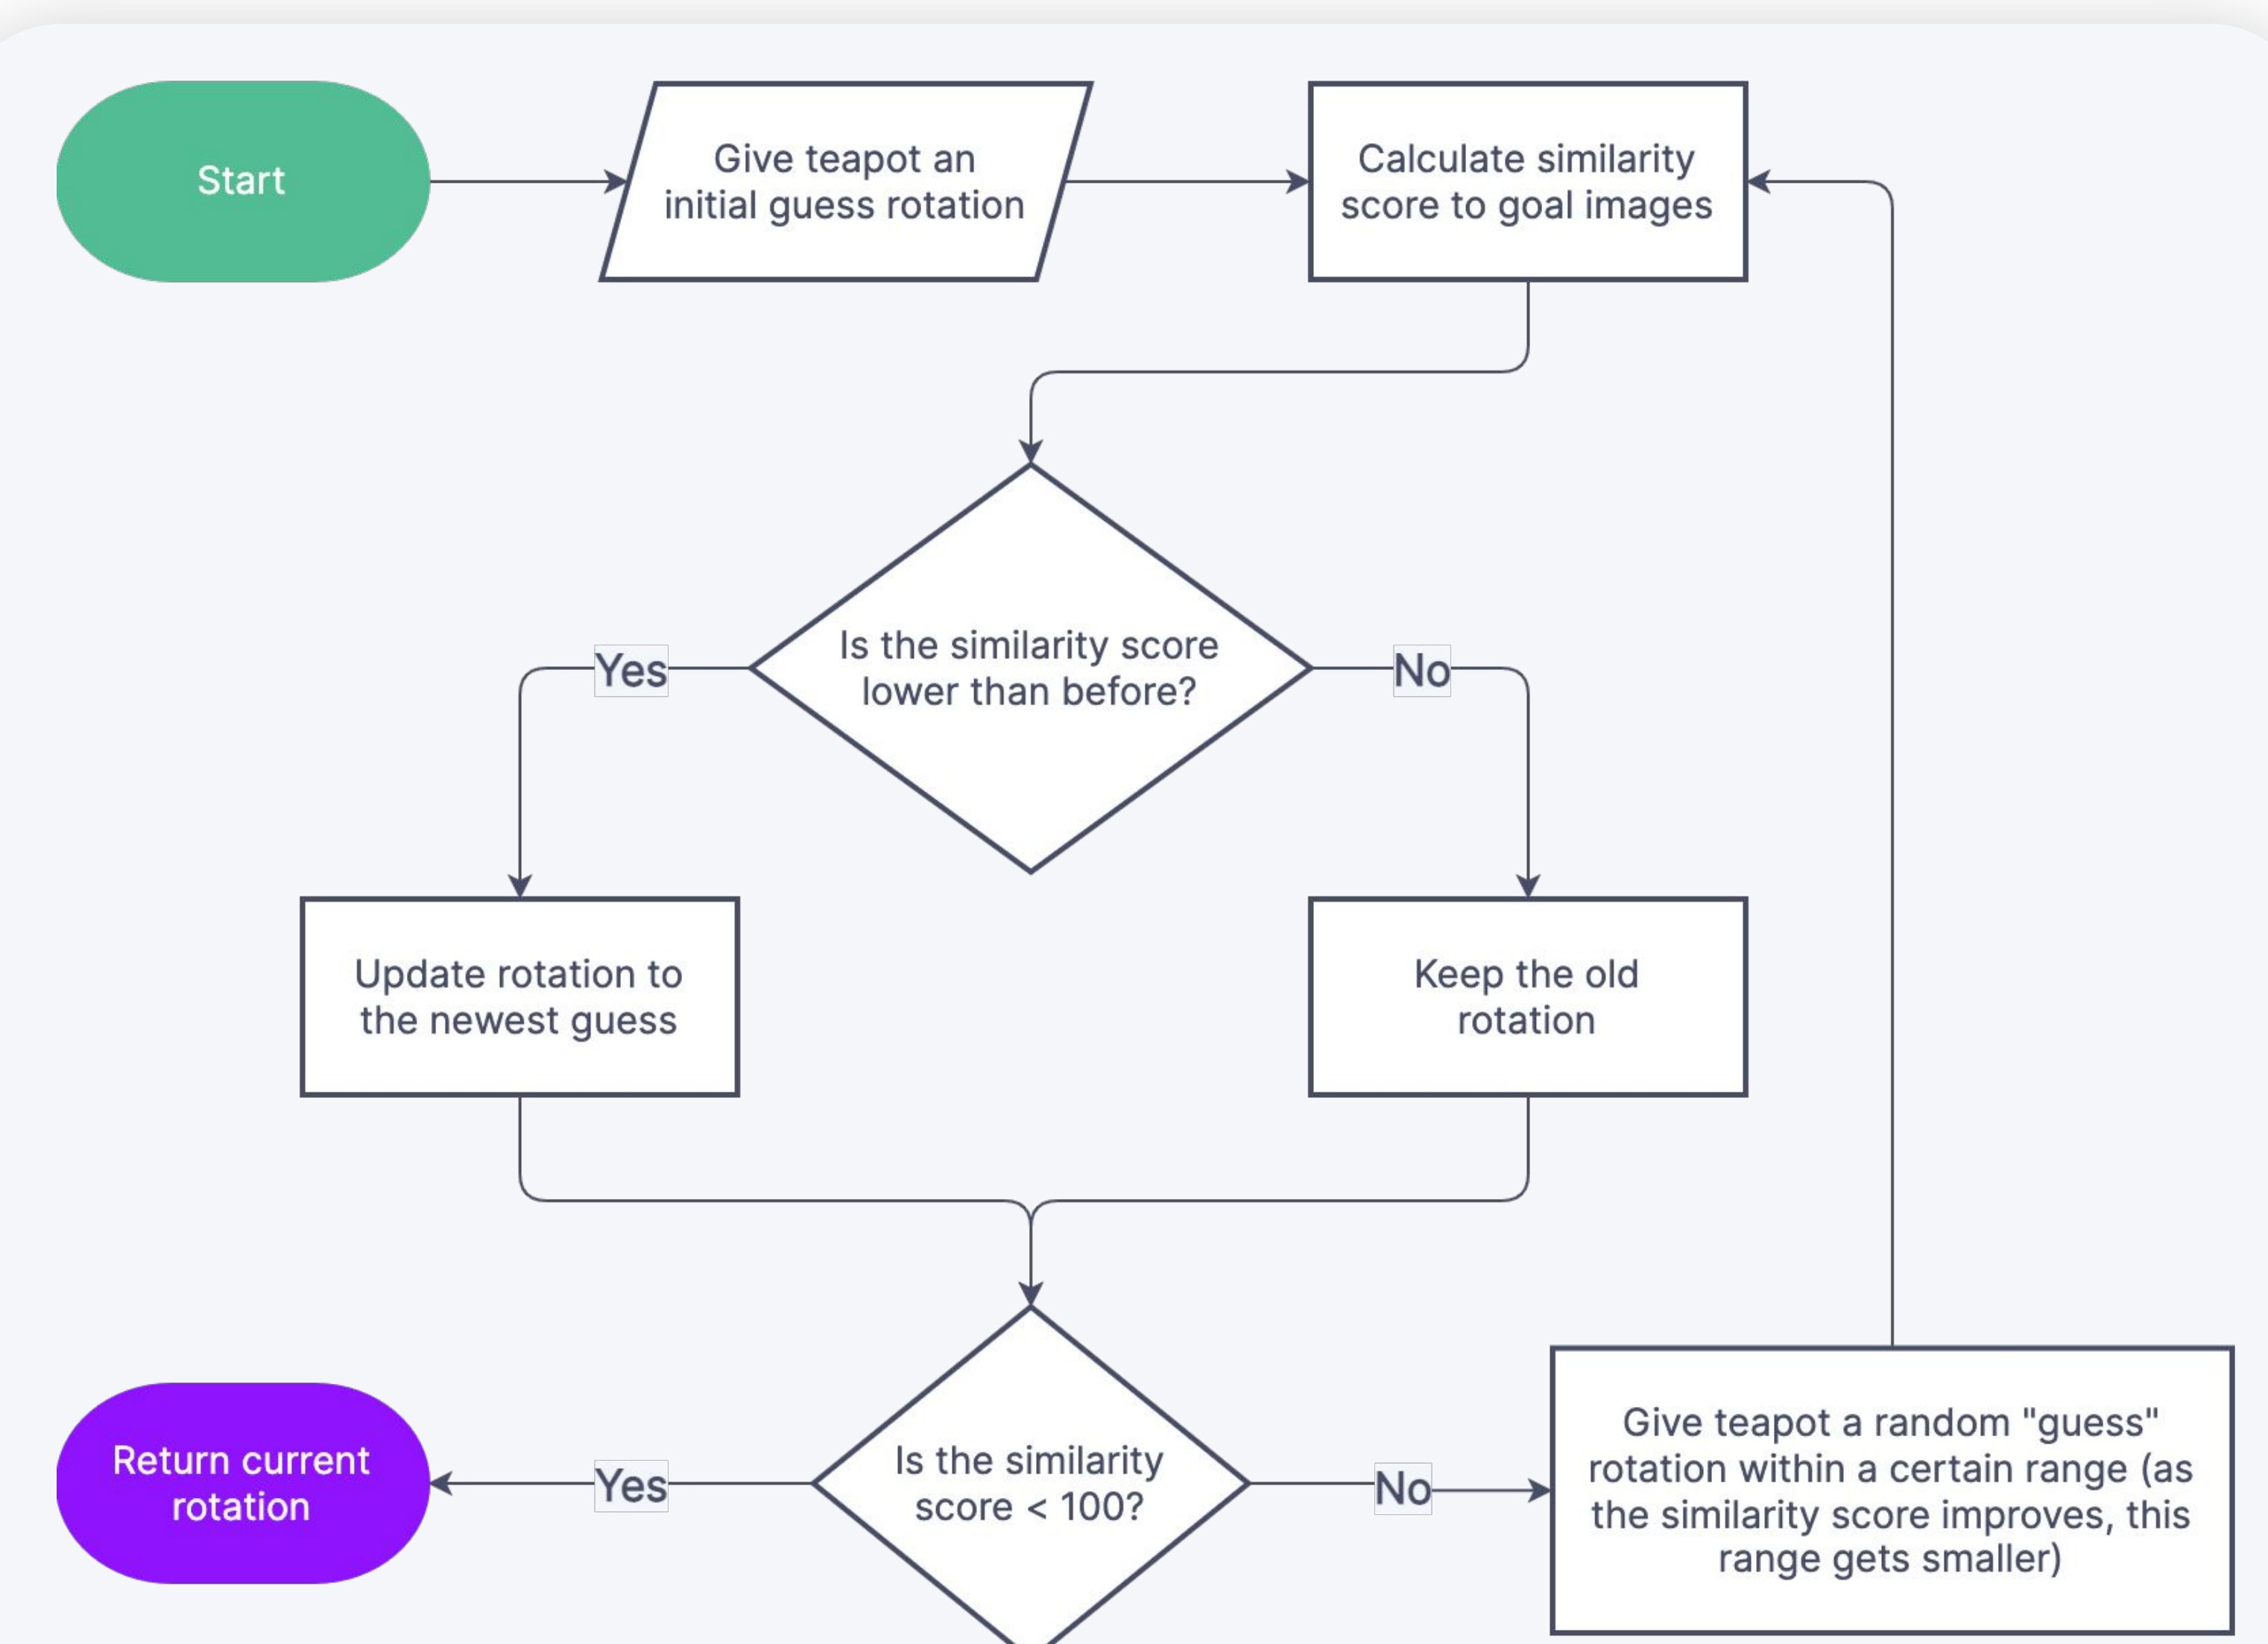 Start
Give teapot an
initial guess rotation
Calculate similarity
score to goal images
Is the similarity score
lower than before?
Yes
No
Update rotation to
the newest guess
Keep the old
rotation
Return current
rotation
Yes
Is the similarity
score < 100?
No
Give teapot a random "guess"
rotation within a certain range (as
the similarity score improves, this
range gets smaller)